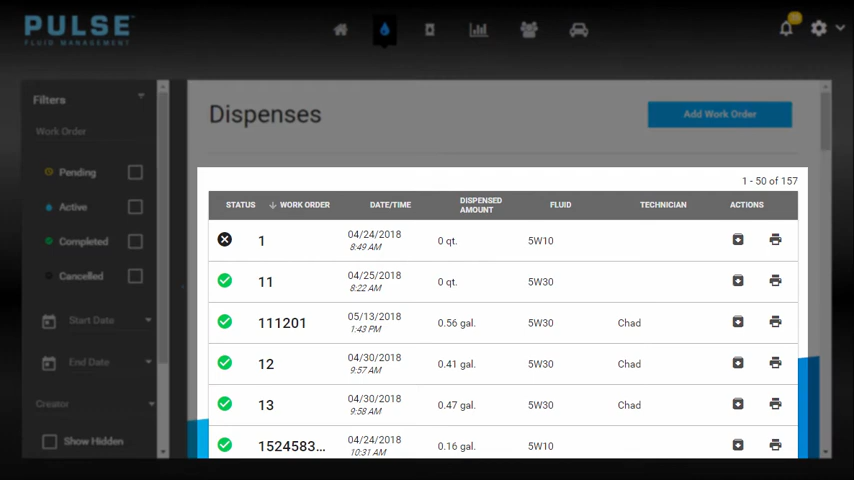 PULSE
FLUID MANAGEMENT
Filters
Work Order
Pending
Active
Completed
Cancelled
Start Date
End Date
Creator
Show Hidden
Dispenses
Add Work Order
1 - 50 of 157
STATUS WORK ORDER DATE/TIME DISPENSED AMOUNT FLUID TECHNICIAN ACTIONS
1 04/24/2018 8:49 AM 0 qt. 5W10
11 04/25/2018 8:22 AM 0 qt. 5W30
111201 05/13/2018 1:43 PM 0.56 gal. 5W30 Chad
12 04/30/2018 9:57 AM 0.41 gal. 5W30 Chad
13 04/30/2018 9:58 AM 0.47 gal. 5W30 Chad
1524583... 04/24/2018 10:31 AM 0.16 gal. 5W10